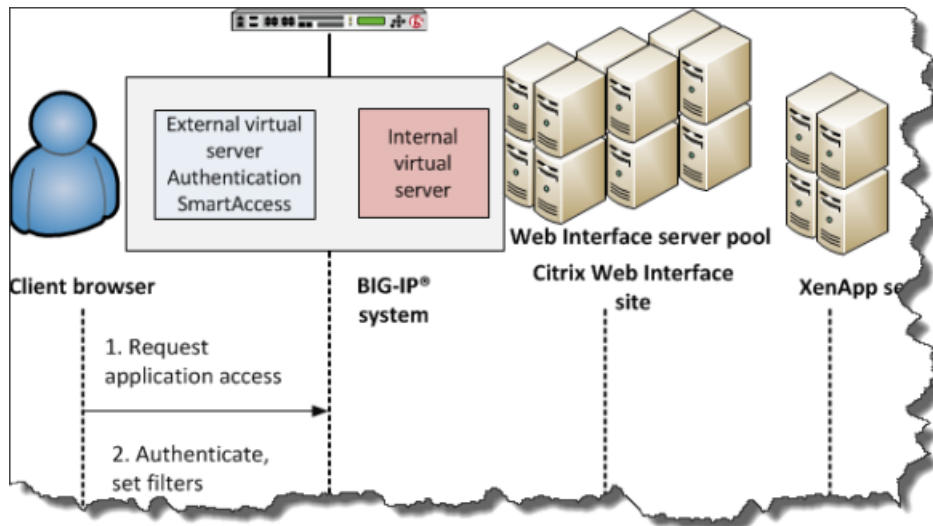 External virtual
server
Authentication
SmartAccess
Internal
virtual
server
Web Interface server pool
Client browser
BIG-IP®
system
Citrix Web Interface
site
XenApp
1. Request
application access
2. Authenticate,
set filters